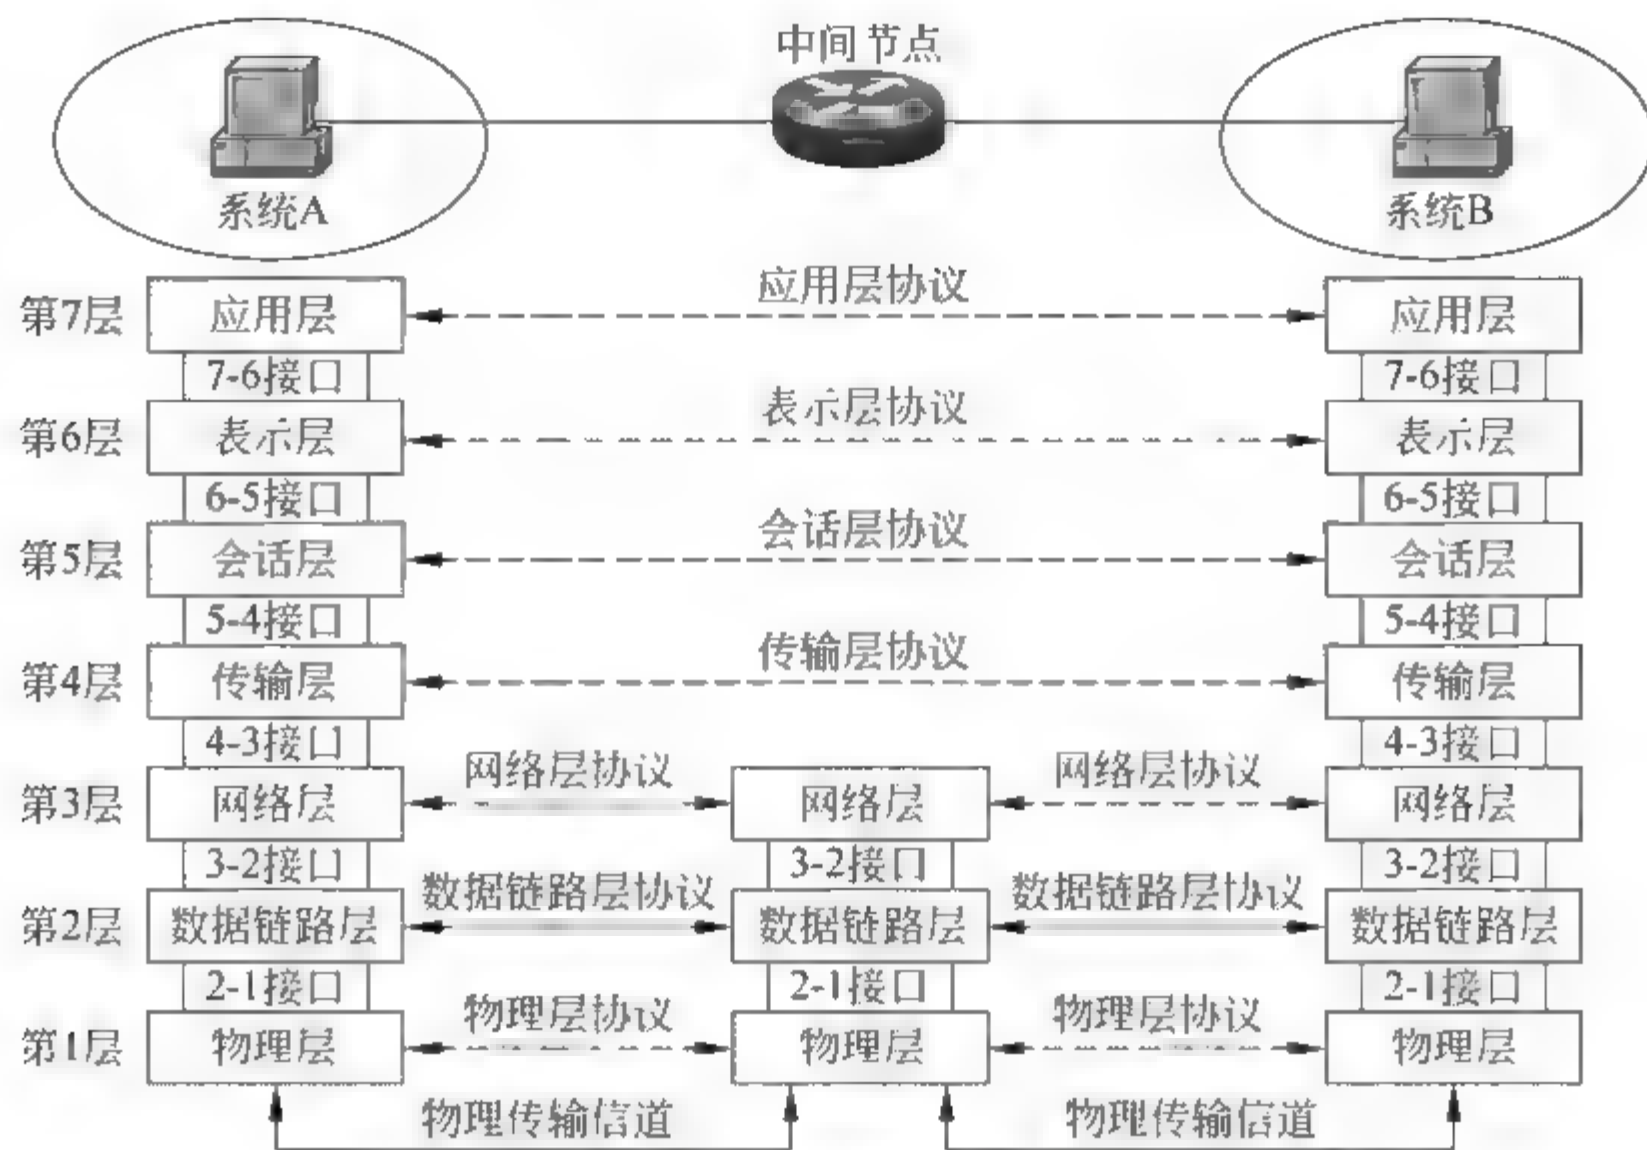 中间节点
系统A
系统B
应用层协议
第7层 应用层 应用层
7-6接口 7-6接口
表示层协议
第6层 表示层 表示层
6-5接口 6-5接口
会话层协议
第5层 会话层 会话层
5-4接口 5-4接口
传输层协议
第4层 传输层 传输层
4-3接口 4-3接口
网络层协议 网络层协议
第3层 网络层 网络层 网络层
3-2接口 3-2接口 3-2接口
数据链路层协议 数据链路层协议
第2层 数据链路层 数据链路层 数据链路层
2-1接口 2-1接口 2-1接口
物理层协议 物理层协议
第1层 物理层 物理层 物理层
物理传输信道 物理传输信道